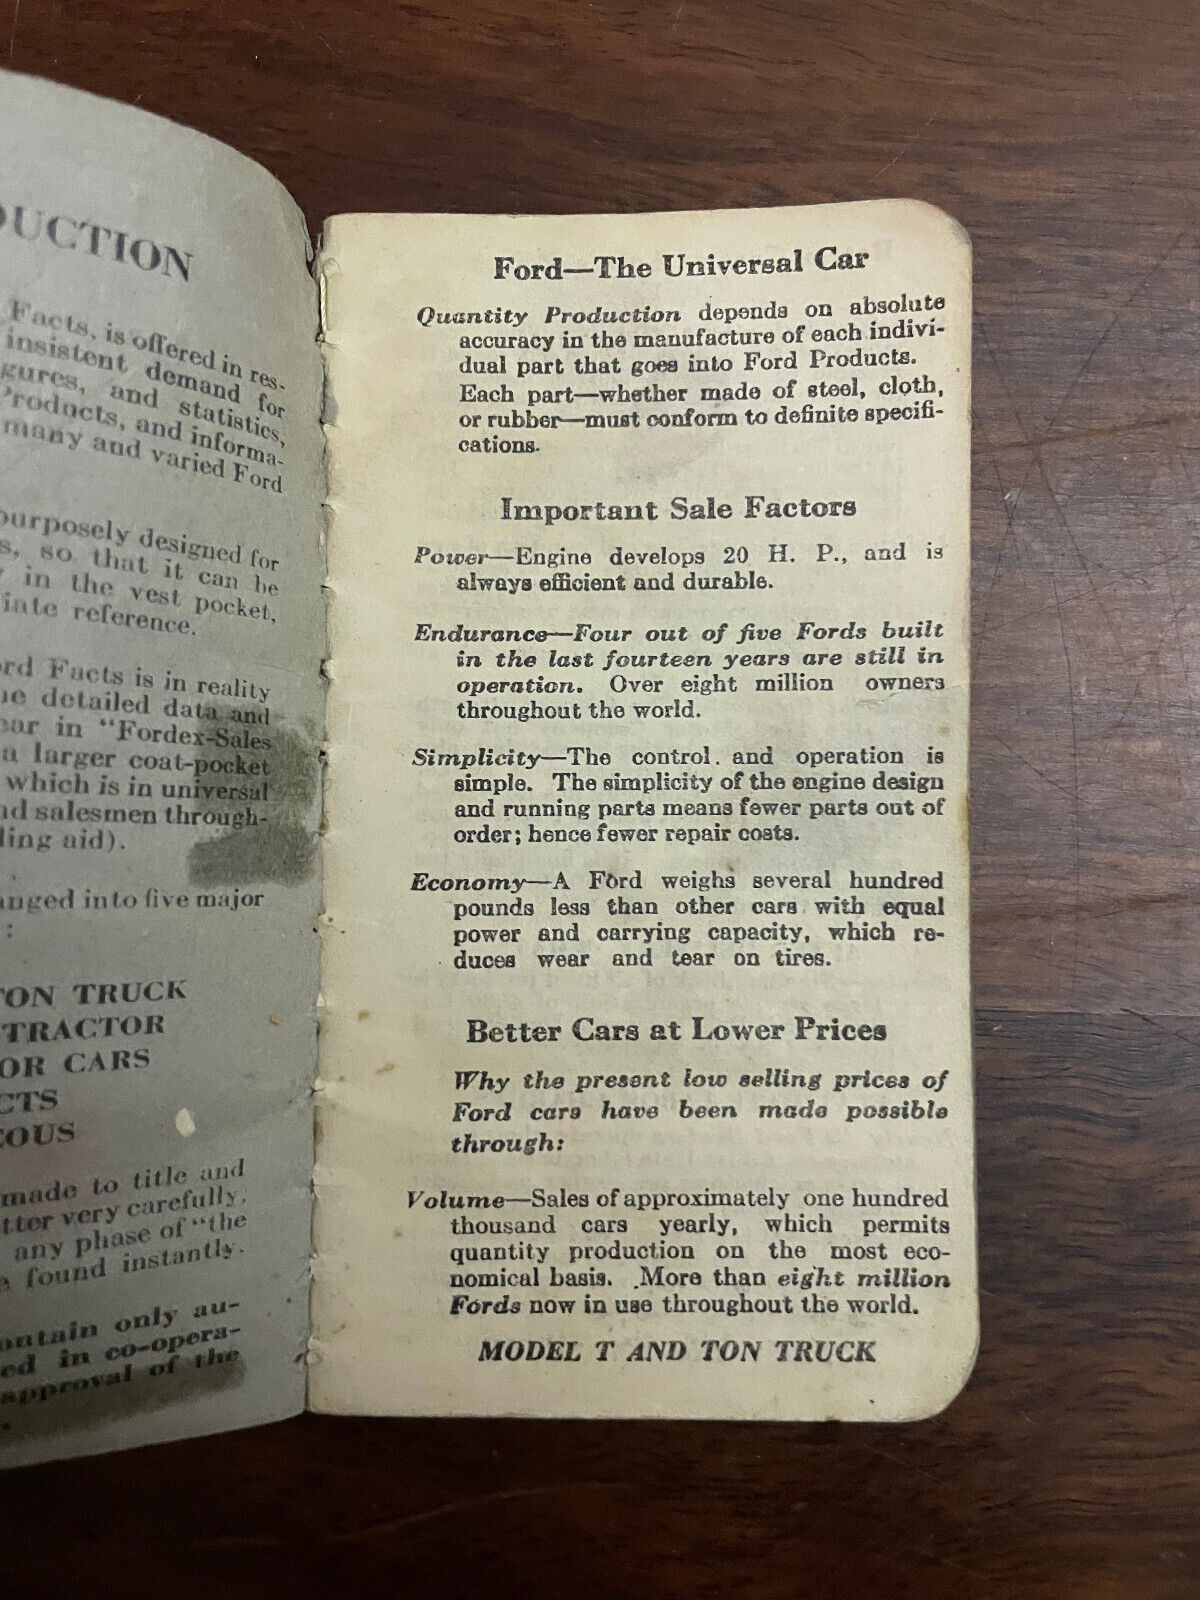 DUCTION
Facts, is offered in res-
insistent demand for
gures, and statistics,
Products, and informa-
many and varied Ford
purposely designed for
s, so that it can be
in the vest pocket,
iate reference.
rd Facts is in reality
he detailed data and
ear in "Fordex-Sales
a larger coat-pocket
which is in universal
nd salesmen through-
ling aid).
anged into five major
:
TON TRUCK
TRACTOR
OR CARS
CTS
EOUS
made to title and
tter very carefully.
any phase of "the
e found instantly.
ontain only au-
ed in co-opera-
approval of the
Ford—The Universal Car
Quantity Production depends on absolute
accuracy in the manufacture of each indivi-
dual part that goes into Ford Products.
Each part—whether made of steel, cloth,
or rubber—must conform to definite specifi-
cations.
Important Sale Factors
Power—Engine develops 20 H. P., and is
always efficient and durable.
Endurance—Four out of five Fords built
in the last fourteen years are still in
operation. Over eight million owners
throughout the world.
Simplicity—The control and operation is
simple. The simplicity of the engine design
and running parts means fewer parts out of
order; hence fewer repair costs.
Economy—A Ford weighs several hundred
pounds less than other cars with equal
power and carrying capacity, which re-
duces wear and tear on tires.
Better Cars at Lower Prices
Why the present low selling prices of
Ford cars have been made possible
through:
Volume—Sales of approximately one hundred
thousand cars yearly, which permits
quantity production on the most eco-
nomical basis. More than eight million
Fords now in use throughout the world.
MODEL T AND TON TRUCK